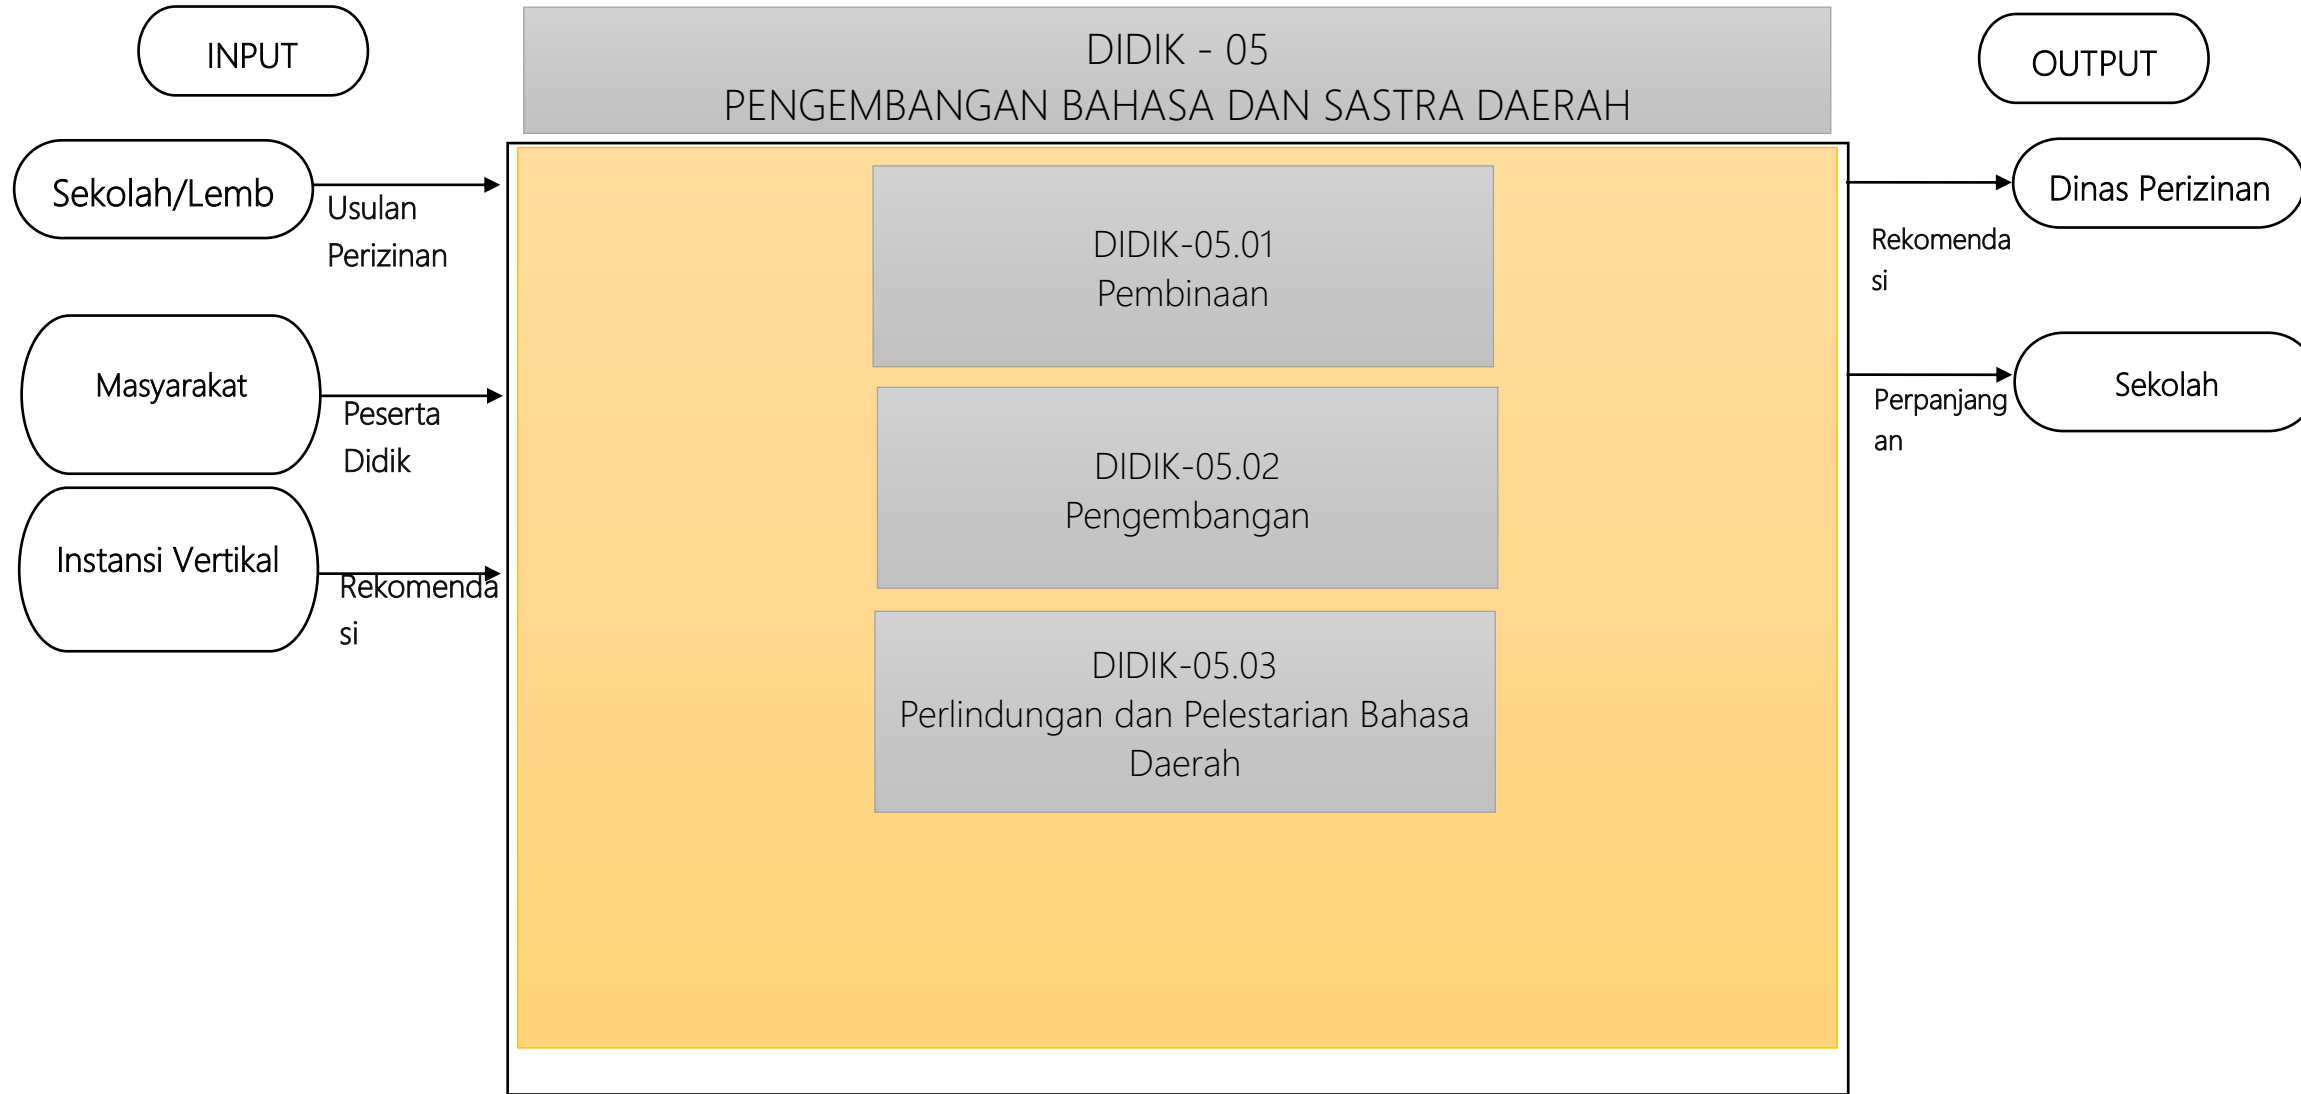 INPUT
DIDIK - 05
PENGEMBANGAN BAHASA DAN SASTRA DAERAH
OUTPUT
Sekolah/Lemb
Usulan
Perizinan
Masyarakat
Peserta
Didik
Instansi Vertikal
Rekomenda
si
DIDIK-05.01
Pembinaan
DIDIK-05.02
Pengembangan
DIDIK-05.03
Perlindungan dan Pelestarian Bahasa
Daerah
Dinas Perizinan
Rekomenda
si
Sekolah
Perpanjang
an